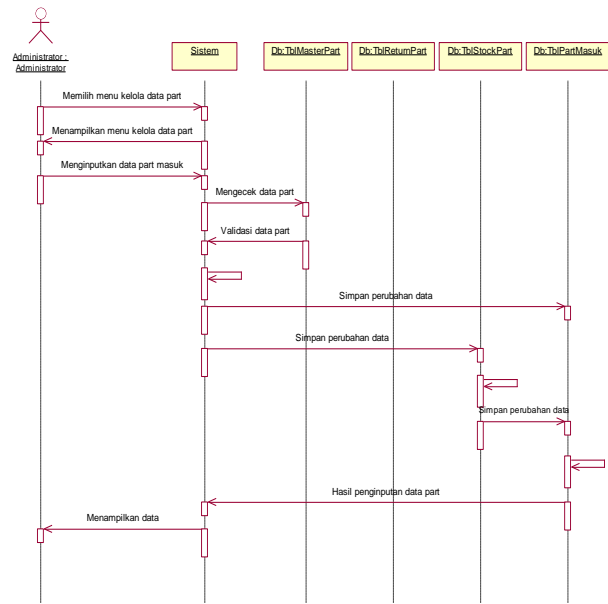 Administrator :
Administrator
Sistem
Db:TblMasterPart
Db:TblReturnPart
Db:TblStockPart
Db:TblPartMasuk
Memilih menu kelola data part
Menampilkan menu kelola data part
Menginputkan data part masuk
Mengecek data part
Validasi data part
Simpan perubahan data
Simpan perubahan data
Simpan perubahan data
Hasil penginputan data part
Menampilkan data